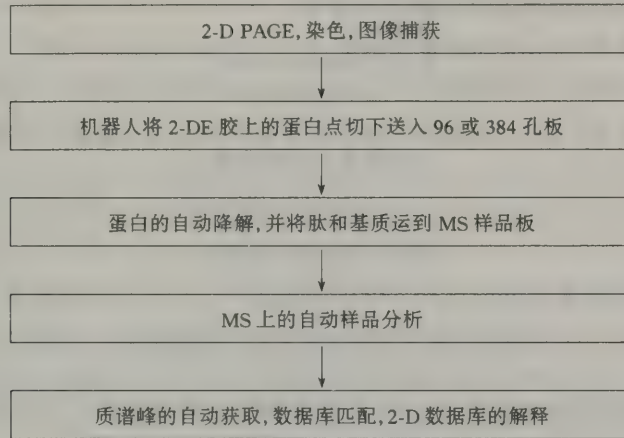 2-D PAGE,染色,图像捕获
机器人将 2-DE 胶上的蛋白点切下送入 96 或 384 孔板
蛋白的自动降解,并将肽和基质运到 MS 样品板
MS 上的自动样品分析
质谱峰的自动获取,数据库匹配,2-D 数据库的解释